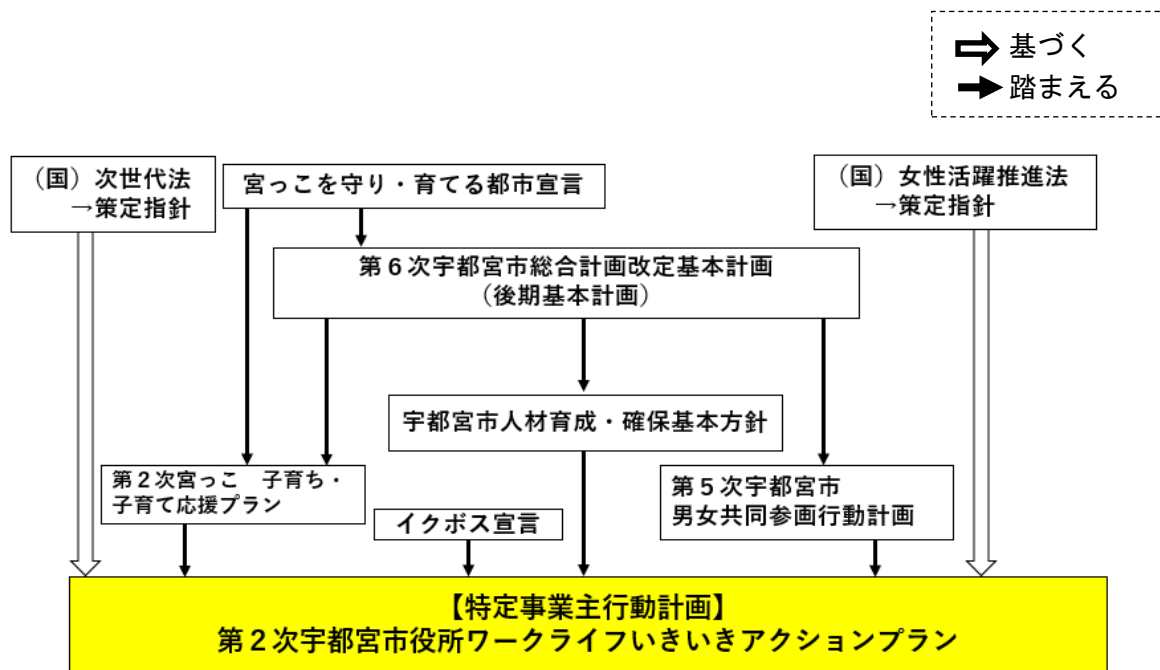 基づく
踏まえる
（国）次世代法
→策定指針
宮っこを守り・育てる都市宣言
（国）女性活躍推進法
→策定指針
第６次宇都宮市総合計画改定基本計画
（後期基本計画）
宇都宮市人材育成・確保基本方針
第２次宮っこ　子育ち・
子育て応援プラン
イクボス宣言
第５次宇都宮市
男女共同参画行動計画
【特定事業主行動計画】
第２次宇都宮市役所ワークライフいきいきアクションプラン